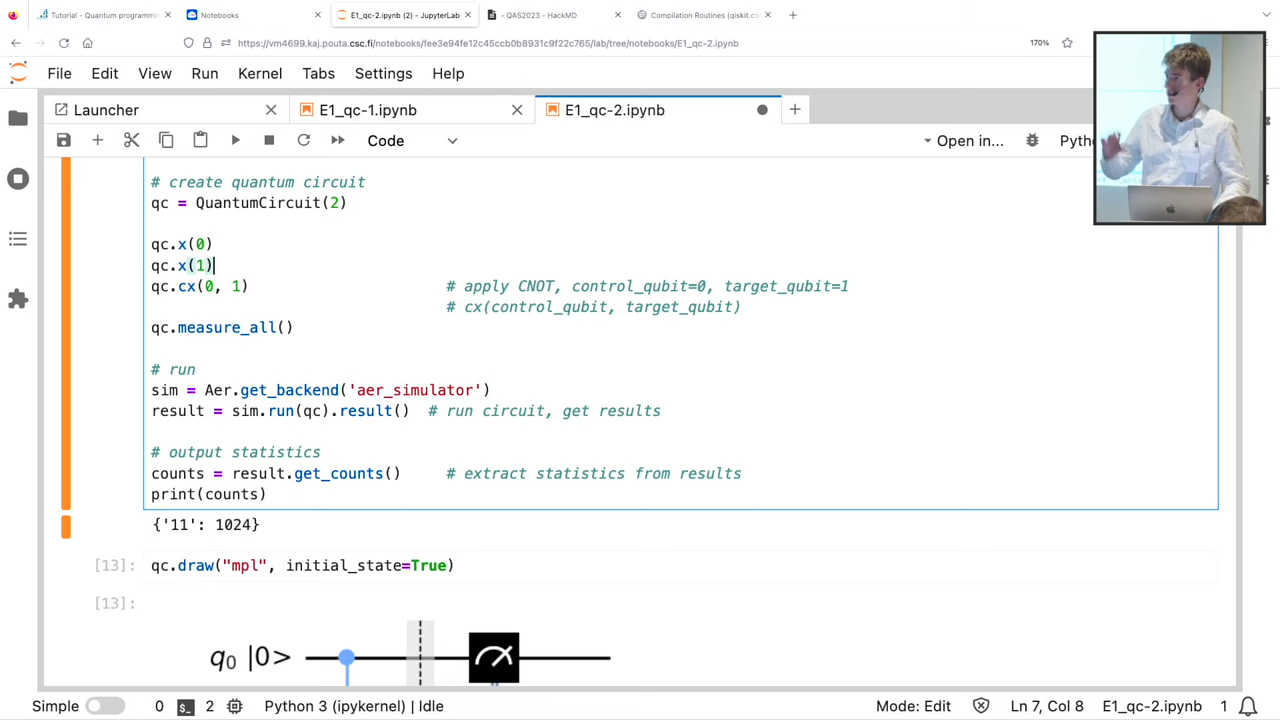 Tutorial - Quantum programmin
Notebooks
E1_qc-2.ipynb (2) - JupyterLab
- QAS2023 - HackMD
Compilation Routines (qiskit.co
https://vm4699.kaj.pouta.csc.fi/notebooks/fee3e94fe12c45ccb0b8931c9f22c765/lab/tree/notebooks/E1_qc-2.ipynb
170%
File Edit View Run Kernel Tabs Settings Help
Launcher
E1_qc-1.ipynb
E1_qc-2.ipynb
Code
Open in...
Pyth
# create quantum circuit
qc = QuantumCircuit(2)
qc.x(0)
qc.x(1)
qc.cx(0, 1) # apply CNOT, control_qubit=0, target_qubit=1
# cx(control_qubit, target_qubit)
qc.measure_all()
# run
sim = Aer.get_backend('aer_simulator')
result = sim.run(qc).result() # run circuit, get results
# output statistics
counts = result.get_counts() # extract statistics from results
print(counts)
{'11': 1024}
[13]: qc.draw("mpl", initial_state=True)
[13]:
q0 |0>
Simple 0 2 Python 3 (ipykernel) | Idle Mode: Edit Ln 7, Col 8 E1_qc-2.ipynb 1